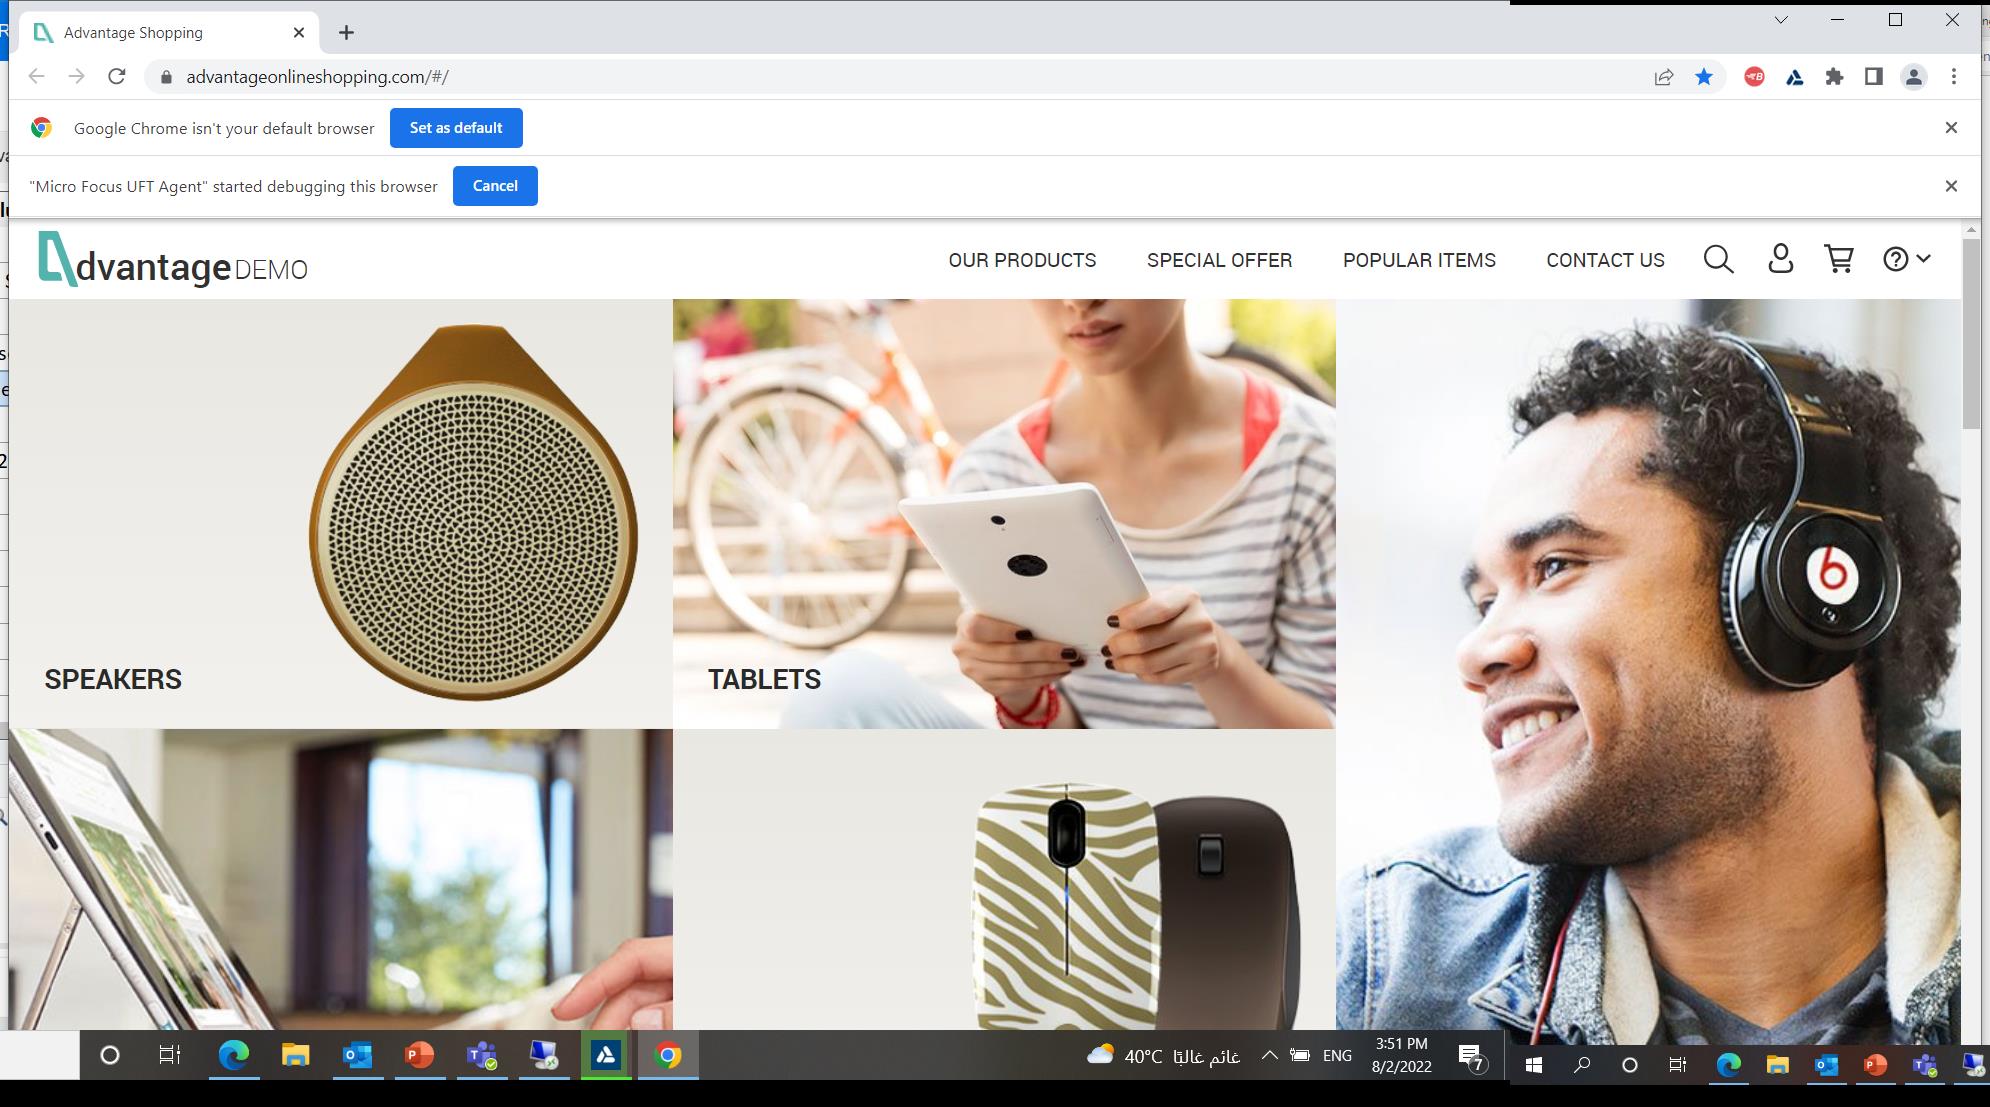 Advantage Shopping
advantageonlineshopping.com/#/
Google Chrome isn't your default browser
Set as default
"Micro Focus UFT Agent" started debugging this browser
Cancel
dvantage DEMO
OUR PRODUCTS
SPECIAL OFFER
POPULAR ITEMS
CONTACT US
SPEAKERS
TABLETS
b
40°C غائم غالبًا
ENG
3:51 PM
8/2/2022
7